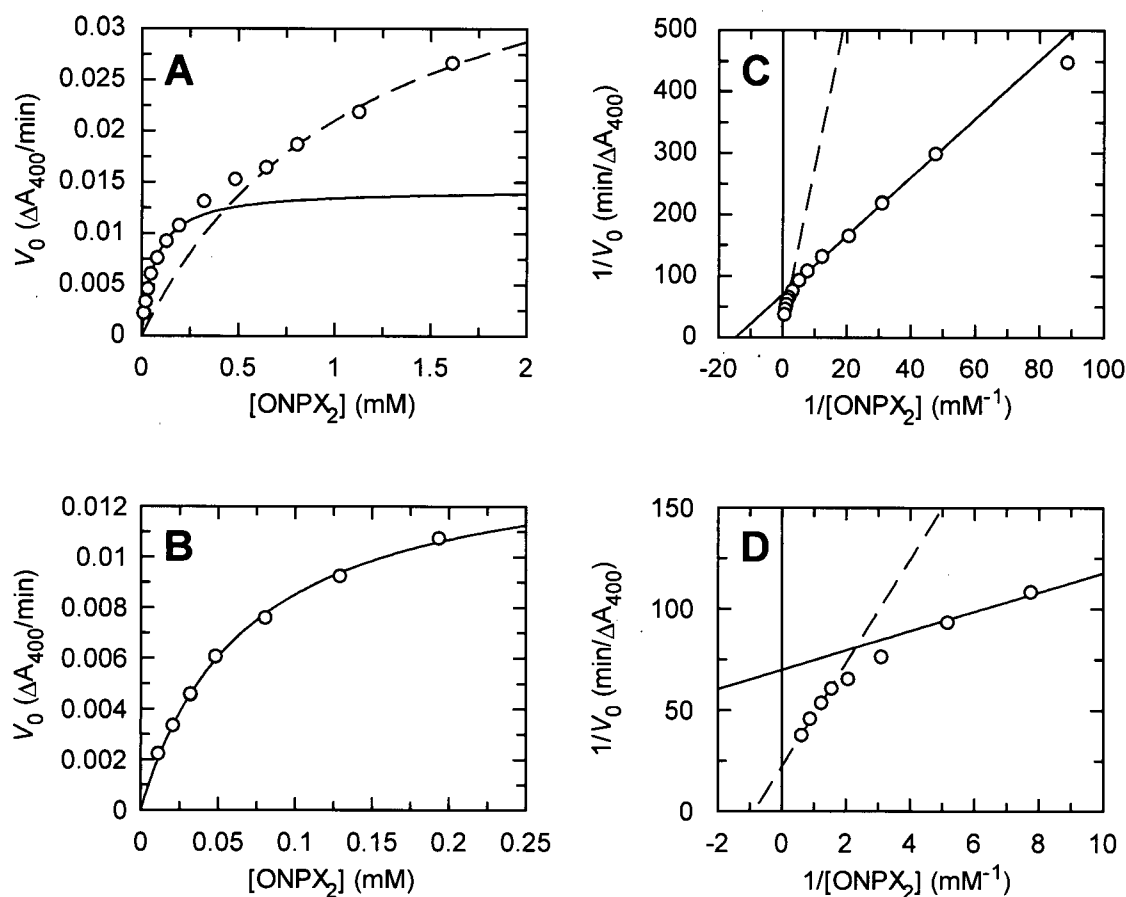 A
0.03
0.025
0.02
0.015
0.01
0.005
0
V₀ (ΔA₄₀₀/min)
0 0.5 1 1.5 2
[ONPX₂] (mM)
C
500
400
300
200
100
0
1/V₀ (min/ΔA₄₀₀)
-20 0 20 40 60 80 100
1/[ONPX₂] (mM⁻¹)
B
0.012
0.01
0.008
0.006
0.004
0.002
0
V₀ (ΔA₄₀₀/min)
0 0.05 0.1 0.15 0.2 0.25
[ONPX₂] (mM)
D
150
100
50
0
1/V₀ (min/ΔA₄₀₀)
-2 0 2 4 6 8 10
1/[ONPX₂] (mM⁻¹)